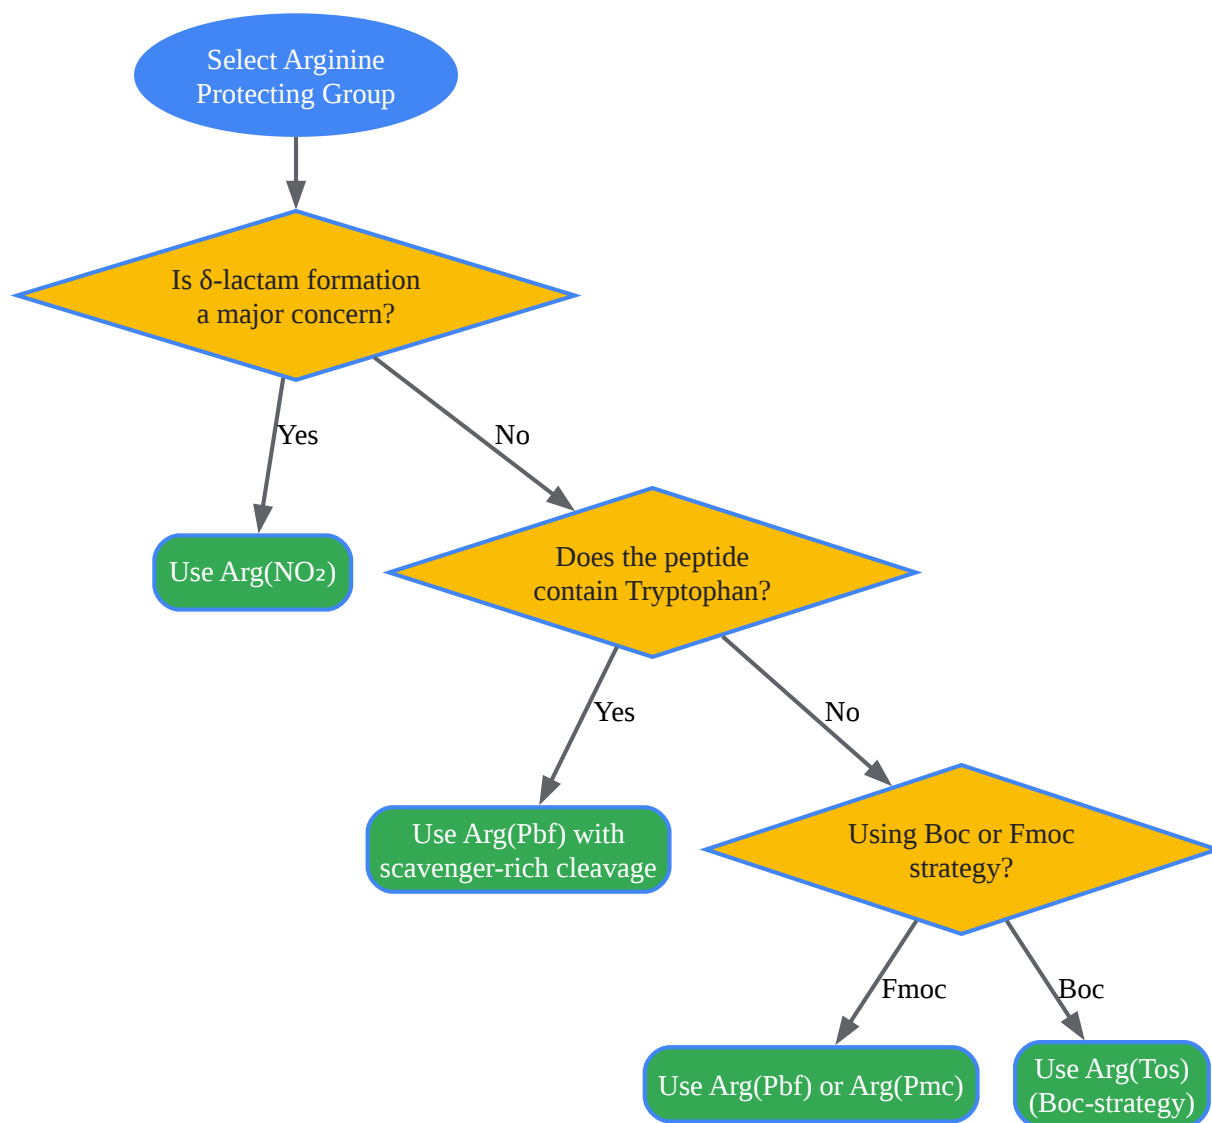 Select Arginine
Protecting Group
Is δ-lactam formation
a major concern?
Yes
No
Use Arg(NO₂)
Does the peptide
contain Tryptophan?
Yes
No
Use Arg(Pbf) with
scavenger-rich cleavage
Using Boc or Fmoc
strategy?
Fmoc
Boc
Use Arg(Pbf) or Arg(Pmc)
Use Arg(Tos)
(Boc-strategy)